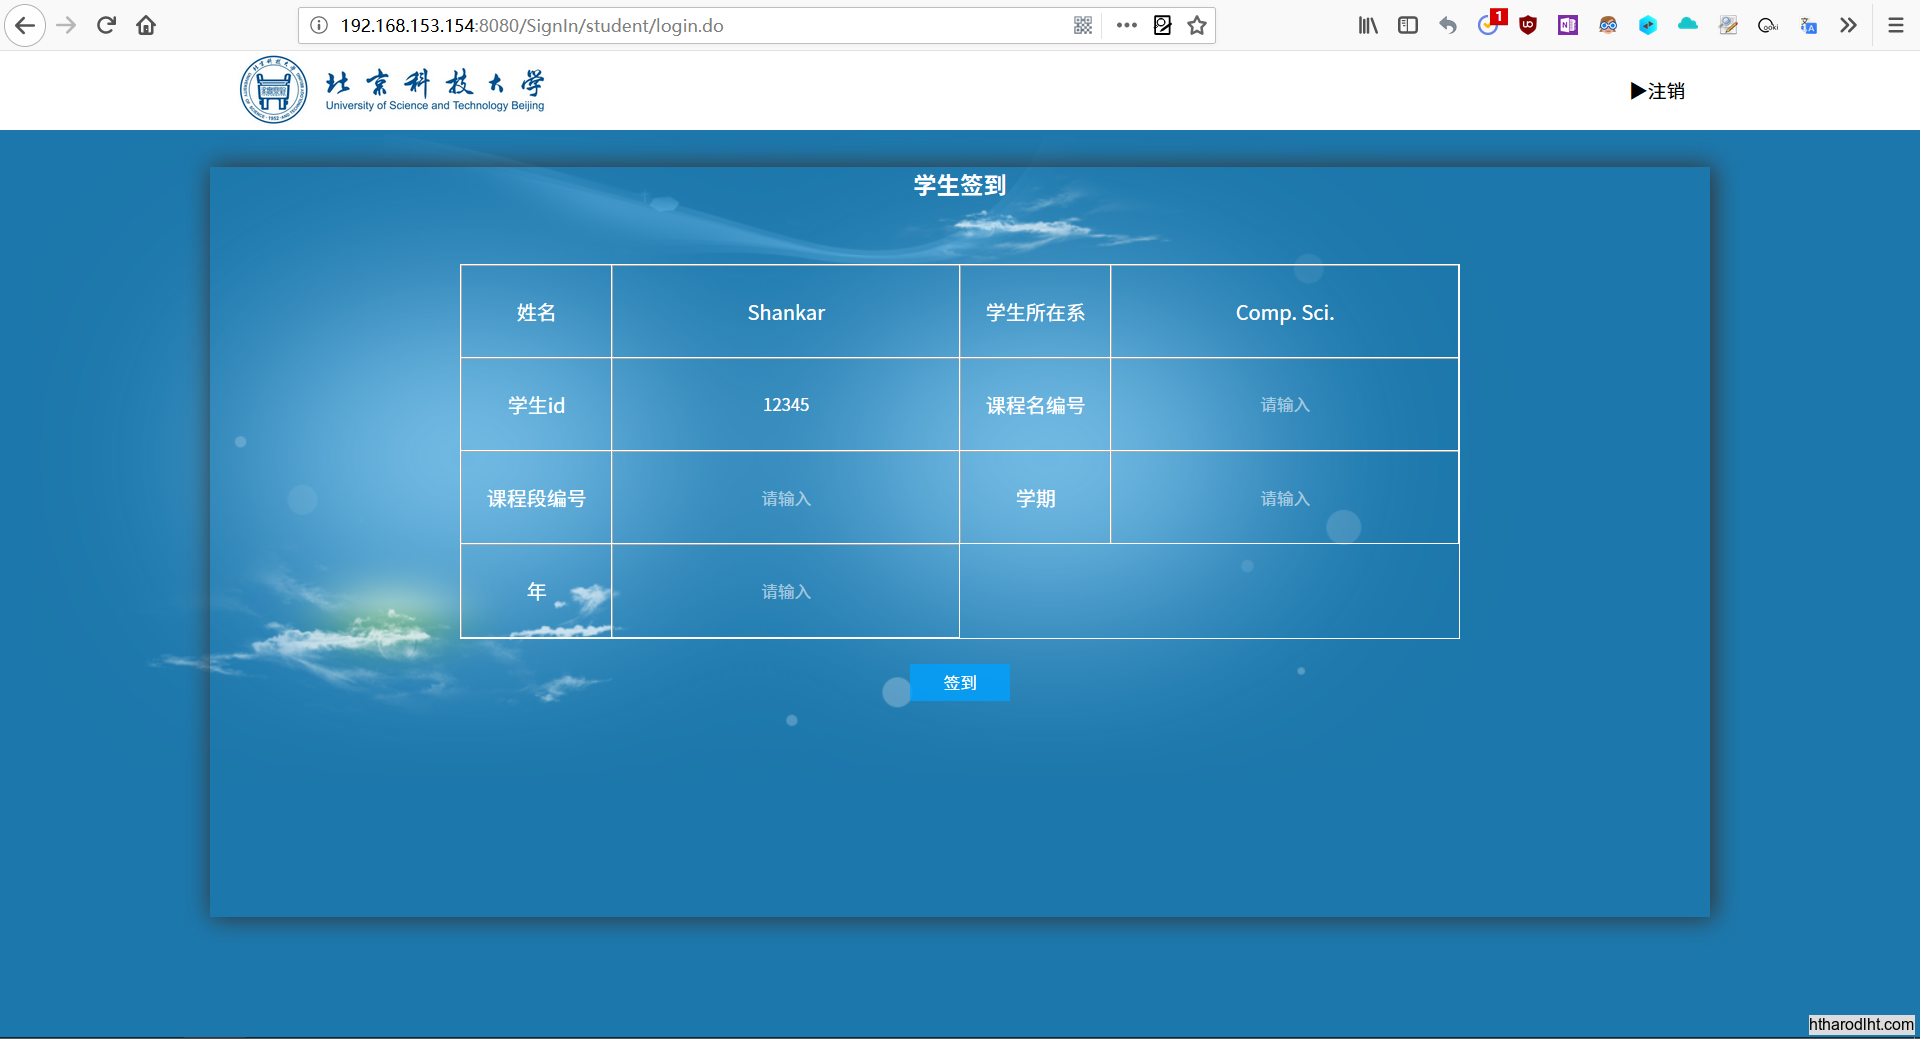 192.168.153.154:8080/SignIn/student/login.do
1
北京科技大学
University of Science and Technology Beijing
▶注销
学生签到
姓名 Shankar 学生所在系 Comp. Sci.
学生id 12345 课程名编号 请输入
课程段编号 请输入 学期 请输入
年 请输入
签到
htharodlht.com